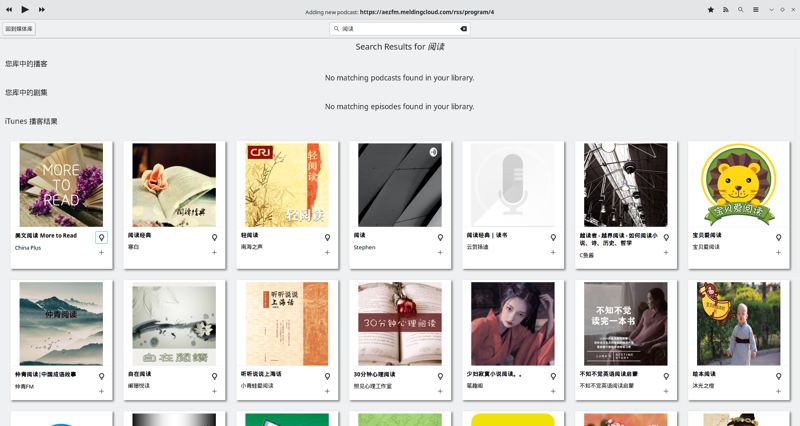 Adding new podcast: https://aezfm.meldingcloud.com/rss/program/4
回到媒体库
阅读
Search Results for 阅读
您库中的播客
No matching podcasts found in your library.
您库中的剧集
No matching episodes found in your library.
iTunes 播客结果
MORE
TO
READ
阅读经典
CRI
轻阅读
轻阅读
宝贝爱阅读
美文阅读 More to Read
China Plus
阅读经典
寒白
轻阅读
南海之声
阅读
Stephen
阅读经典 | 读书
云贺扬迪
越读者 - 越界阅读 - 如何阅读小
说、诗、历史、哲学
C鱼酱
宝贝爱阅读
宝贝爱阅读
仲青阅读
自在阅读
听听说说
上海话
30分钟心理阅读
不知不觉
读完一本书
仲青阅读|中国成语故事
仲青FM
自在阅读
阑珊悦读
听听说说上海话
小青蛙爱阅读
30分钟心理阅读
照见心理工作室
少妇寂寞小说阅读。。
笔趣阁
不知不觉英语阅读启蒙
不知不觉英语阅读启蒙
绘本阅读
沐光之橙